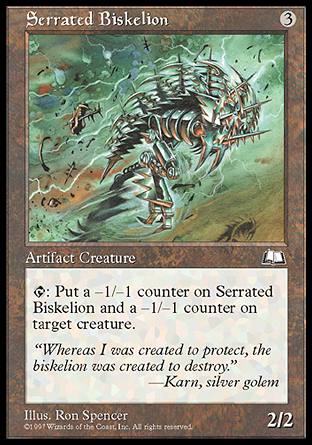 Serrated Biskelion 3
Artifact Creature
: Put a –1/–1 counter on Serrated
Biskelion and a –1/–1 counter on
target creature.
“Whereas I was created to protect, the
biskelion was created to destroy.”
—Karn, silver golem
Illus. Ron Spencer
©1997 Wizards of the Coast, Inc. All rights reserved.
2/2